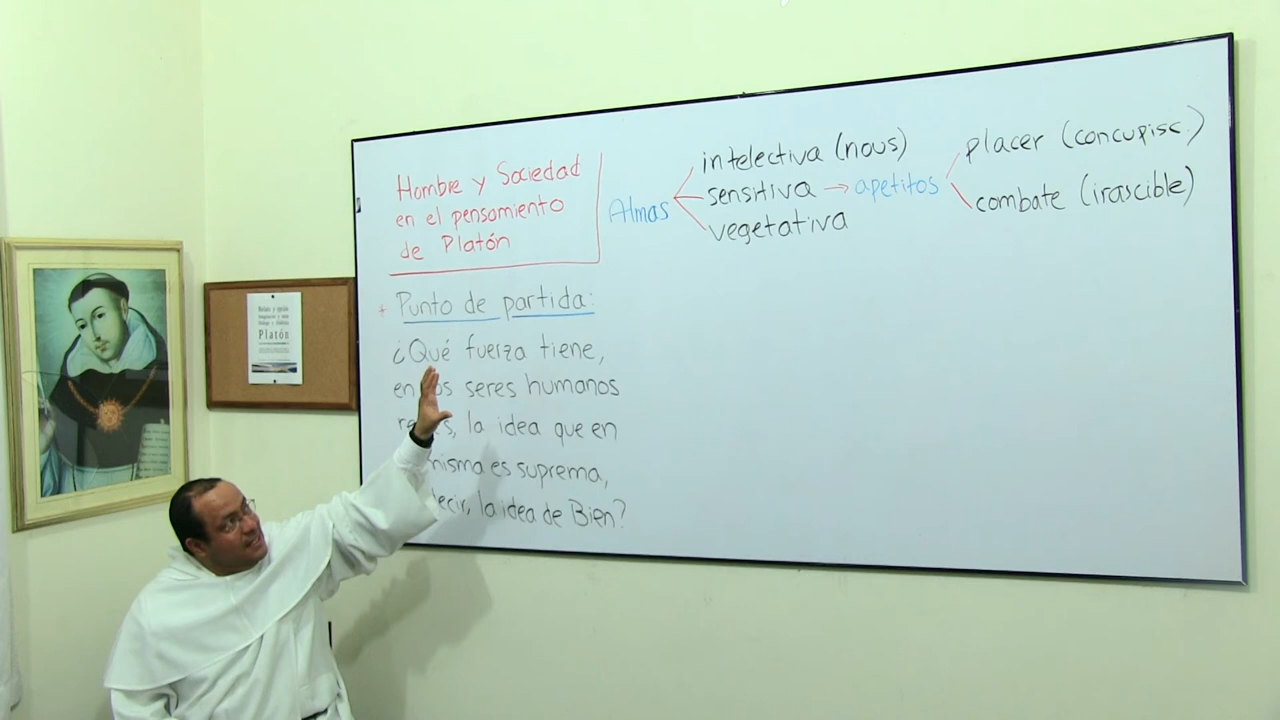 Hombre y Sociedad
en el pensamiento
de Platón
Almas
intelectiva (nous)
sensitiva → apetitos
vegetativa
placer (concupisc.)
combate (irascible)
* Punto de partida:
¿Qué fuerza tiene,
en los seres humanos
la idea que en
misma es suprema,
decir, la idea de Bien?
Platón